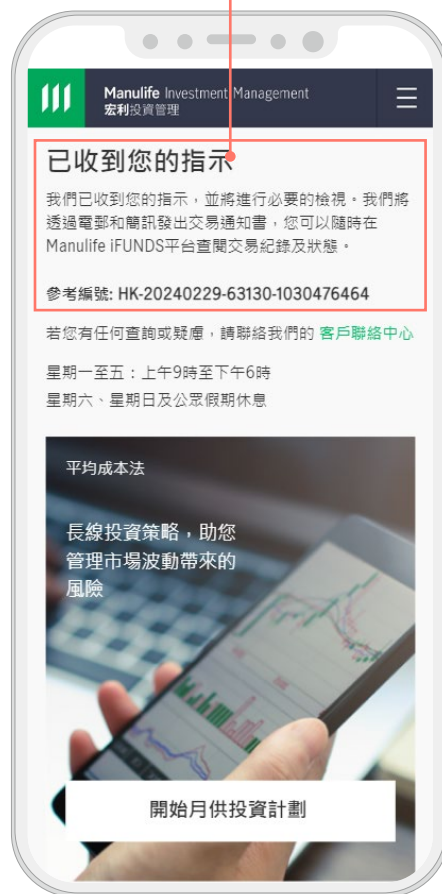 Manulife Investment Management
宏利投資管理
已收到您的指示
我們已收到您的指示，並將進行必要的檢視。我們將
透過電郵和簡訊發出交易通知書，您可以隨時在
Manulife iFUNDS平台查閱交易紀錄及狀態。
參考編號: HK-20240229-63130-1030476464
若您有任何查詢或疑慮，請聯絡我們的 客戶聯絡中心
星期一至五：上午9時至下午6時
星期六、星期日及公眾假期休息
平均成本法
長線投資策略，助您
管理市場波動帶來的
風險
開始月供投資計劃